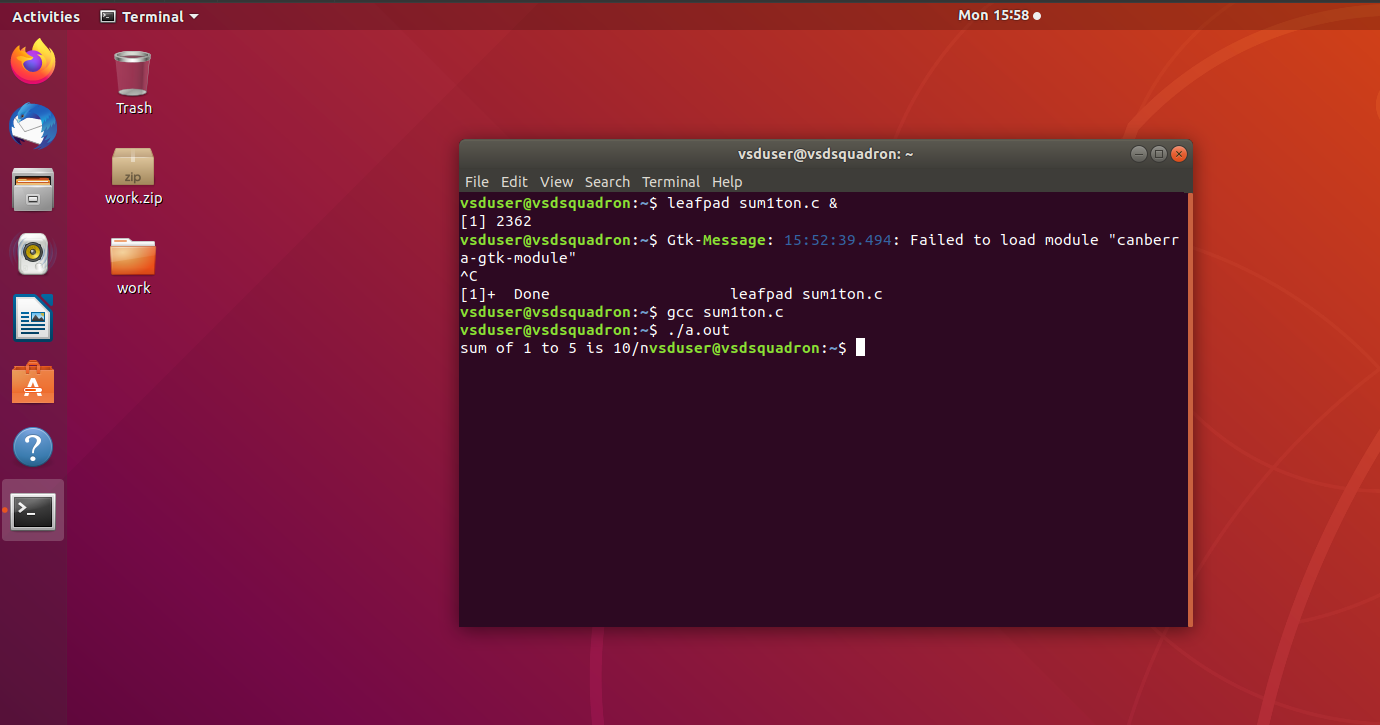 Activities
Terminal
Mon 15:58
Trash
zip
work.zip
work
vsduser@vsdsquadron: ~
File Edit View Search Terminal Help
vsduser@vsdsquadron:~$ leafpad sum1ton.c &
[1] 2362
vsduser@vsdsquadron:~$ Gtk-Message: 15:52:39.494: Failed to load module "canberr
a-gtk-module"
^C
[1]+  Done                    leafpad sum1ton.c
vsduser@vsdsquadron:~$ gcc sum1ton.c
vsduser@vsdsquadron:~$ ./a.out
sum of 1 to 5 is 10/nvsduser@vsdsquadron:~$